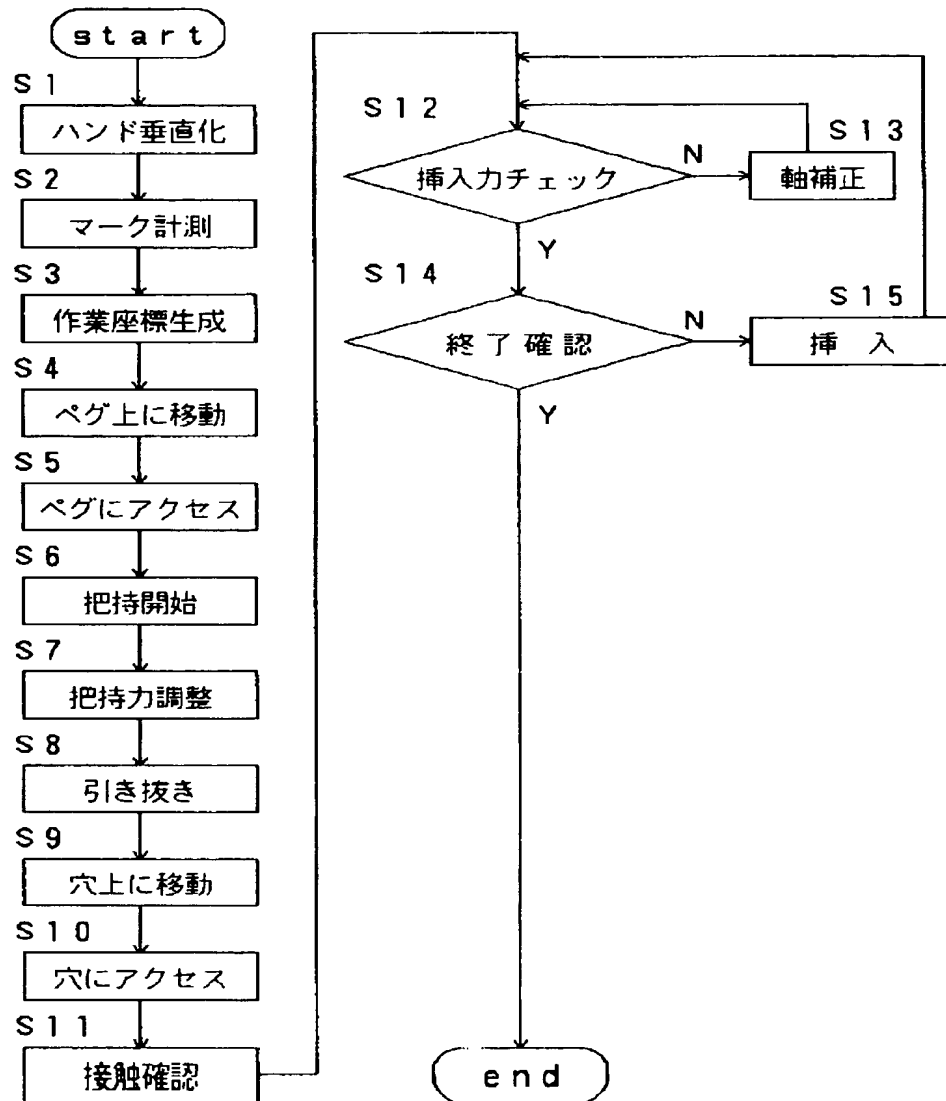 start
S1
ハンド垂直化
S2
マーク計測
S3
作業座標生成
S4
ペグ上に移動
S5
ペグにアクセス
S6
把持開始
S7
把持力調整
S8
引き抜き
S9
穴上に移動
S10
穴にアクセス
S11
接触確認
S12
挿入力チェック
N
S13
軸補正
Y
S14
終了確認
N
S15
挿入
Y
end